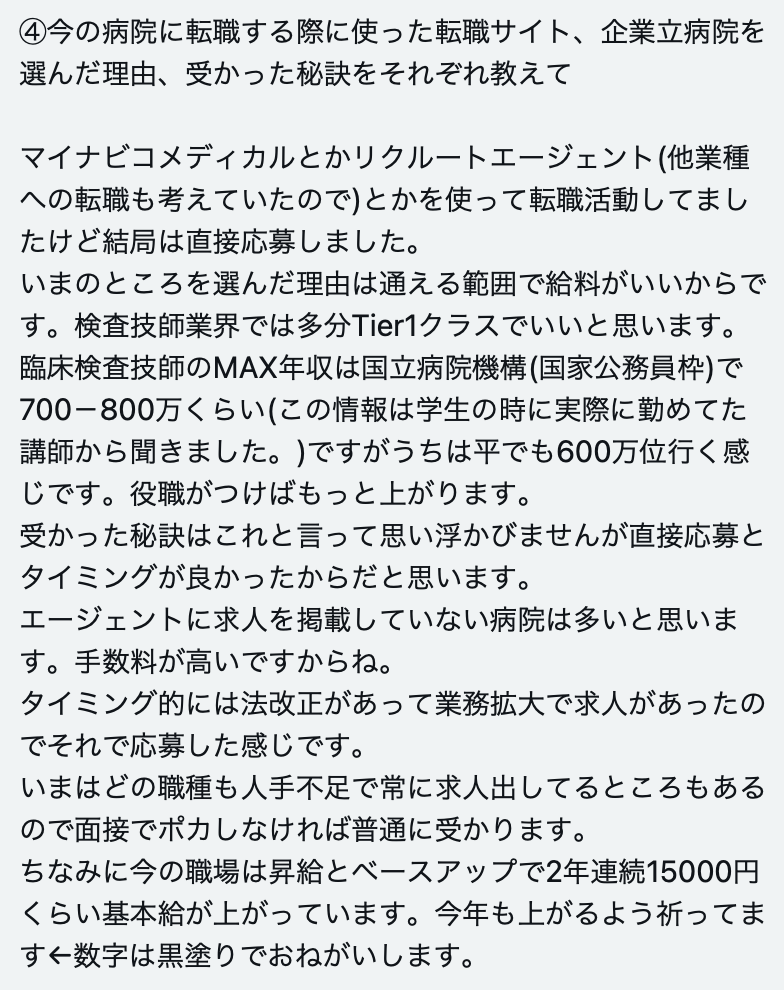 ④今の病院に転職する際に使った転職サイト、企業立病院を
選んだ理由、受かった秘訣をそれぞれ教えて
マイナビコメディカルとかリクルートエージェント(他業種
への転職も考えていたので)とかを使って転職活動してまし
たけど結局は直接応募しました。
いまのところを選んだ理由は通える範囲で給料がいいからで
す。検査技師業界では多分Tier1クラスでいいと思います。
臨床検査技師のMAX年収は国立病院機構(国家公務員枠)で
700−800万くらい(この情報は学生の時に実際に勤めてた
講師から聞きました。)ですがうちは平でも600万位行く感
じです。役職がつけばもっと上がります。
受かった秘訣はこれと言って思い浮かびませんが直接応募と
タイミングが良かったからだと思います。
エージェントに求人を掲載していない病院は多いと思いま
す。手数料が高いですからね。
タイミング的には法改正があって業務拡大で求人があったの
でそれで応募した感じです。
いまはどの職種も人手不足で常に求人出してるところもある
ので面接でポカしなければ普通に受かります。
ちなみに今の職場は昇給とベースアップで2年連続15000円
くらい基本給が上がっています。今年も上がるよう祈ってま
す←数字は黒塗りでおねがいします。